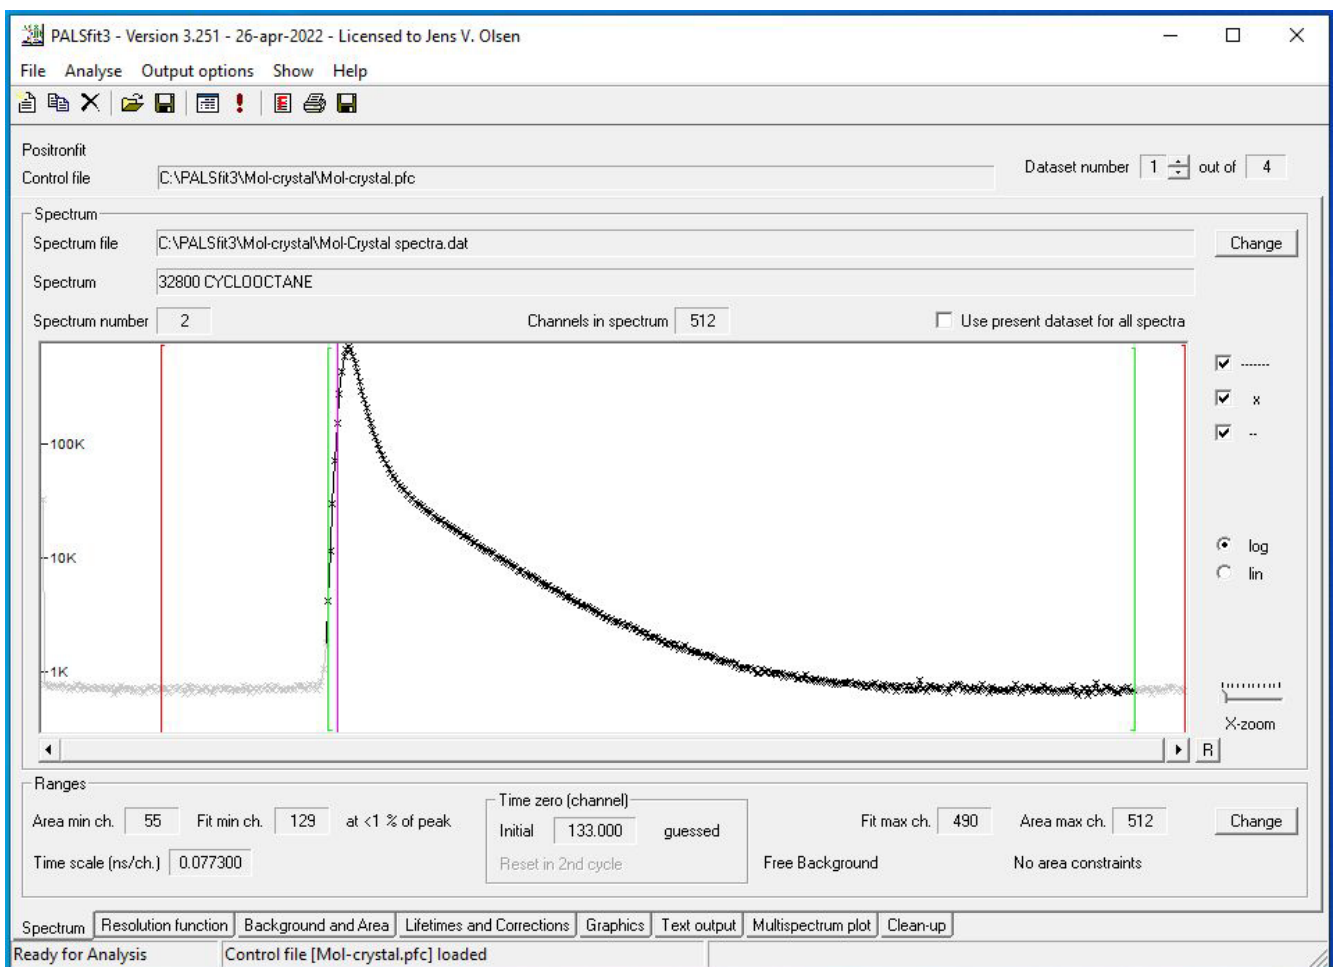 PALSfit3 - Version 3.251 - 26-apr-2022 - Licensed to Jens V. Olsen
File Analyse Output options Show Help
Positronfit
Control file C:\PALSfit3\Mol-crystal\Mol-crystal.pfc Dataset number 1 out of 4
Spectrum
Spectrum file C:\PALSfit3\Mol-crystal\Mol-Crystal spectra.dat Change
Spectrum 32800 CYCLOOCTANE
Spectrum number 2 Channels in spectrum 512 Use present dataset for all spectra
-------
x
--
100K
10K
1K
log
lin
X-zoom
R
Ranges
Area min ch. 55 Fit min ch. 129 at <1 % of peak Time zero (channel) Initial 133.000 guessed Fit max ch. 490 Area max ch. 512 Change
Time scale (ns/ch.) 0.077300 Reset in 2nd cycle Free Background No area constraints
Spectrum Resolution function Background and Area Lifetimes and Corrections Graphics Text output Multispectrum plot Clean-up
Ready for Analysis Control file [Mol-crystal.pfc] loaded